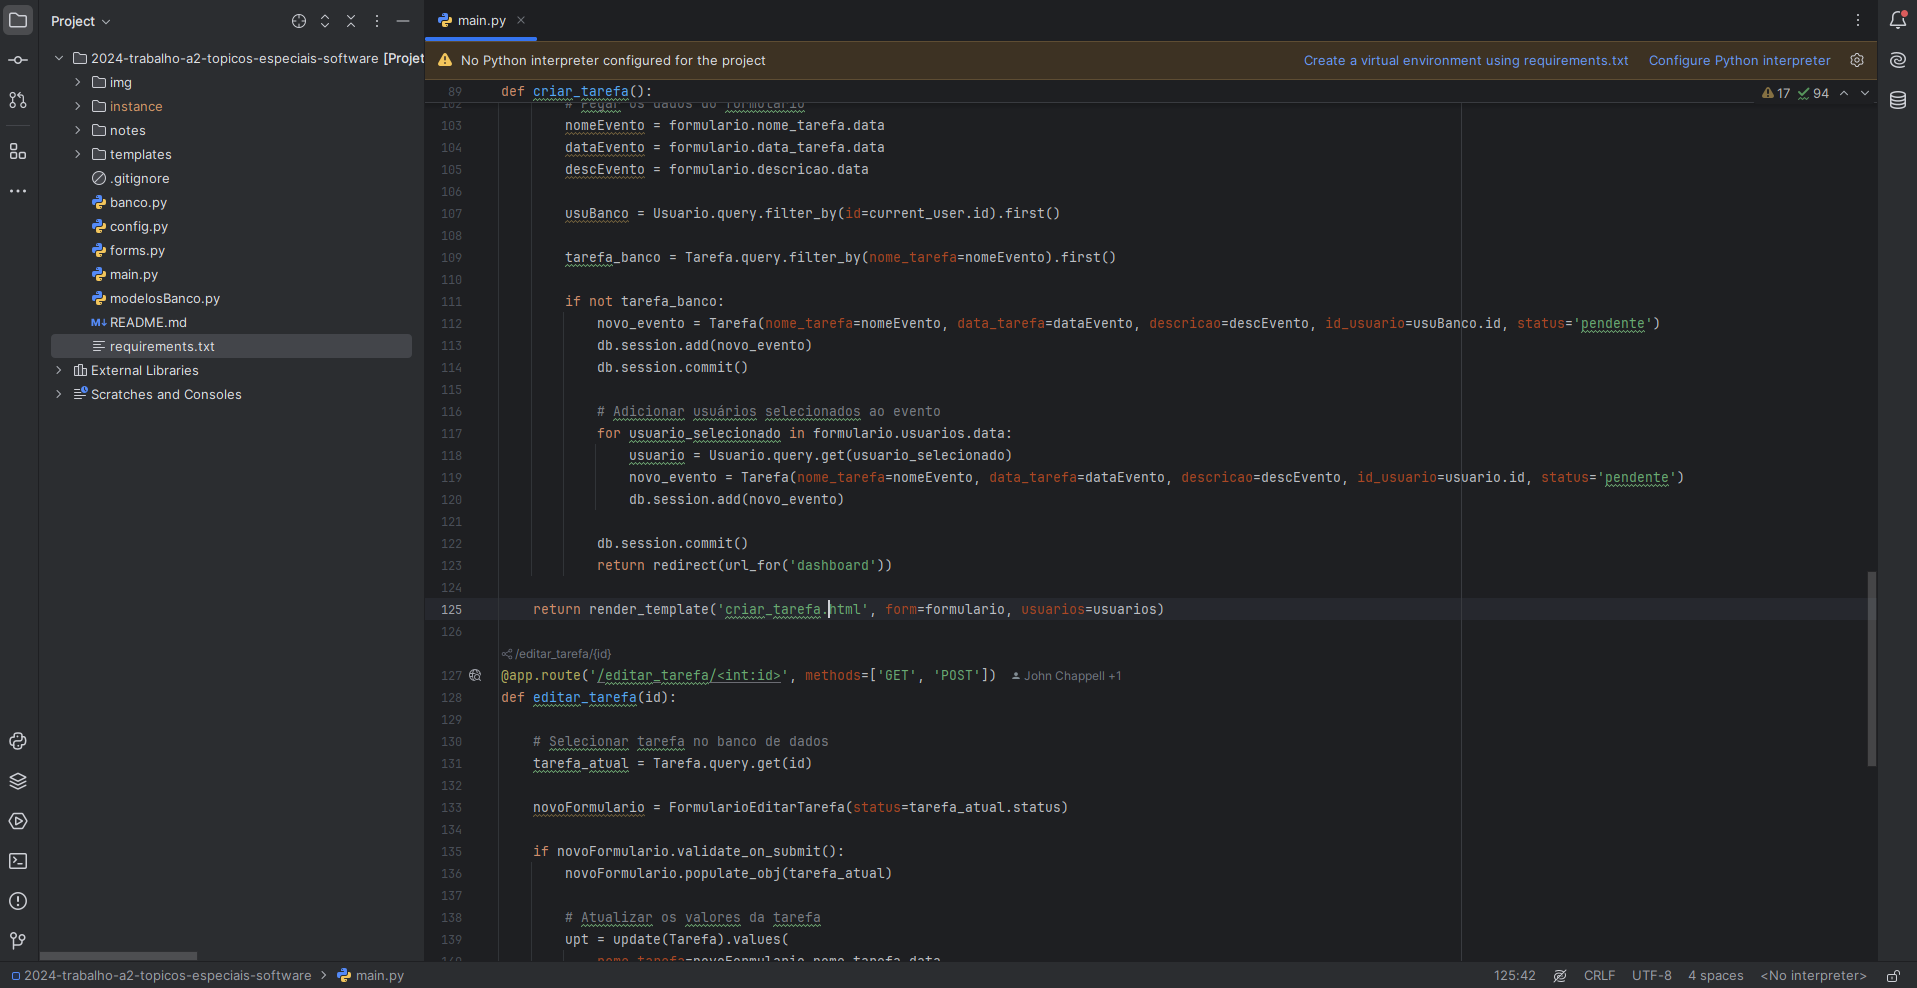 Project
main.py
No Python interpreter configured for the project
Create a virtual environment using requirements.txt
Configure Python interpreter
2024-trabalho-a2-topicos-especiais-software [Projet
img
instance
notes
templates
.gitignore
banco.py
config.py
forms.py
main.py
modelosBanco.py
M↓ README.md
requirements.txt
External Libraries
Scratches and Consoles
17 94
89 def criar_tarefa():
102 # Pegar os dados do formulario
103 nomeEvento = formulario.nome_tarefa.data
104 dataEvento = formulario.data_tarefa.data
105 descEvento = formulario.descricao.data
106
107 usuBanco = Usuario.query.filter_by(id=current_user.id).first()
108
109 tarefa_banco = Tarefa.query.filter_by(nome_tarefa=nomeEvento).first()
110
111 if not tarefa_banco:
112 novo_evento = Tarefa(nome_tarefa=nomeEvento, data_tarefa=dataEvento, descricao=descEvento, id_usuario=usuBanco.id, status='pendente')
113 db.session.add(novo_evento)
114 db.session.commit()
115
116 # Adicionar usuários selecionados ao evento
117 for usuario_selecionado in formulario.usuarios.data:
118 usuario = Usuario.query.get(usuario_selecionado)
119 novo_evento = Tarefa(nome_tarefa=nomeEvento, data_tarefa=dataEvento, descricao=descEvento, id_usuario=usuario.id, status='pendente')
120 db.session.add(novo_evento)
121
122 db.session.commit()
123 return redirect(url_for('dashboard'))
124
125 return render_template('criar_tarefa.html', form=formulario, usuarios=usuarios)
126
/editar_tarefa/{id}
127 @app.route('/editar_tarefa/<int:id>', methods=['GET', 'POST']) John Chappell +1
128 def editar_tarefa(id):
129
130 # Selecionar tarefa no banco de dados
131 tarefa_atual = Tarefa.query.get(id)
132
133 novoFormulario = FormularioEditarTarefa(status=tarefa_atual.status)
134
135 if novoFormulario.validate_on_submit():
136 novoFormulario.populate_obj(tarefa_atual)
137
138 # Atualizar os valores da tarefa
139 upt = update(Tarefa).values(
140 nome_tarefa=novoFormulario.nome_tarefa.data
2024-trabalho-a2-topicos-especiais-software > main.py
125:42 CRLF UTF-8 4 spaces <No interpreter>